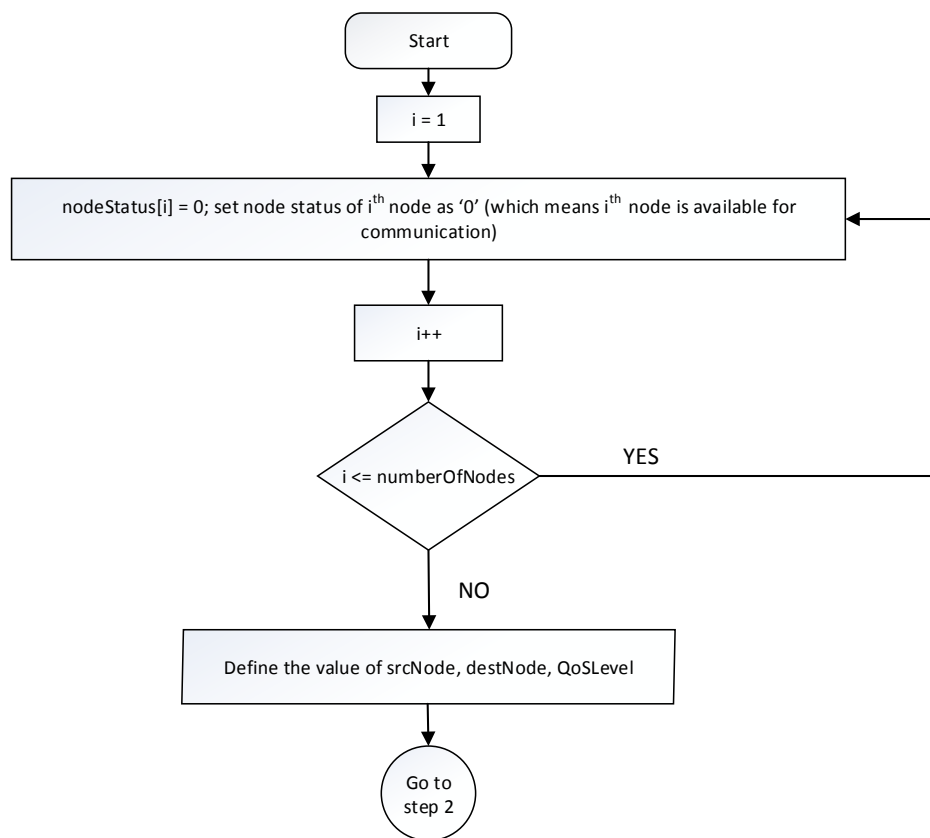 Start
i = 1
nodeStatus[i] = 0; set node status of iᵗʰ node as ‘0’ (which means iᵗʰ node is available for
communication)
i++
i <= numberOfNodes
YES
NO
Define the value of srcNode, destNode, QoSLevel
Go to
step 2